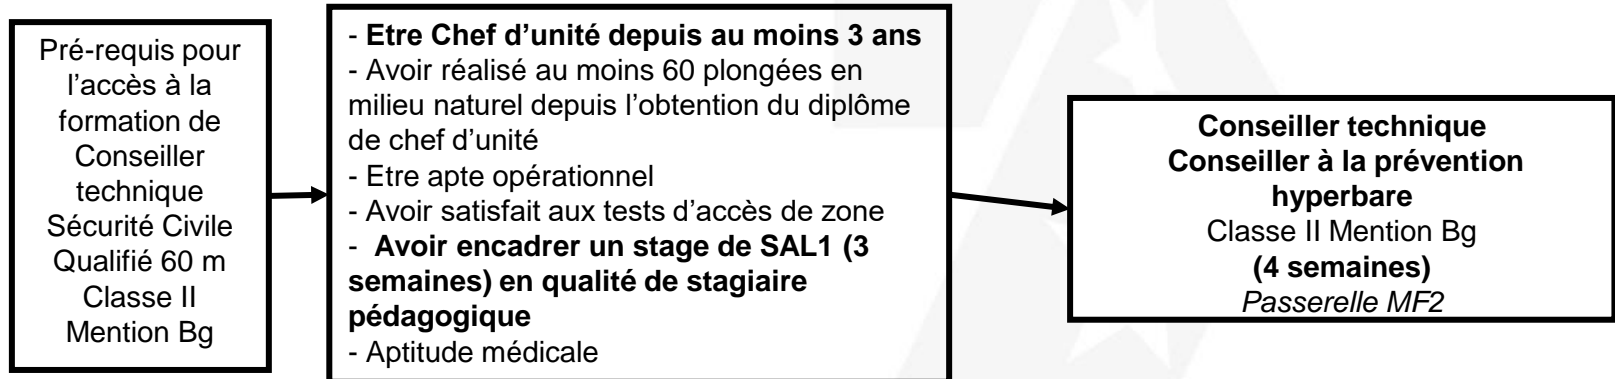 Pré-requis pour
l’accès à la
formation de
Conseiller
technique
Sécurité Civile
Qualifié 60 m
Classe II
Mention Bg
- Etre Chef d’unité depuis au moins 3 ans
- Avoir réalisé au moins 60 plongées en
milieu naturel depuis l’obtention du diplôme
de chef d’unité
- Etre apte opérationnel
- Avoir satisfait aux tests d’accès de zone
- Avoir encadrer un stage de SAL1 (3
semaines) en qualité de stagiaire
pédagogique
- Aptitude médicale
Conseiller technique
Conseiller à la prévention
hyperbare
Classe II Mention Bg
(4 semaines)
Passerelle MF2